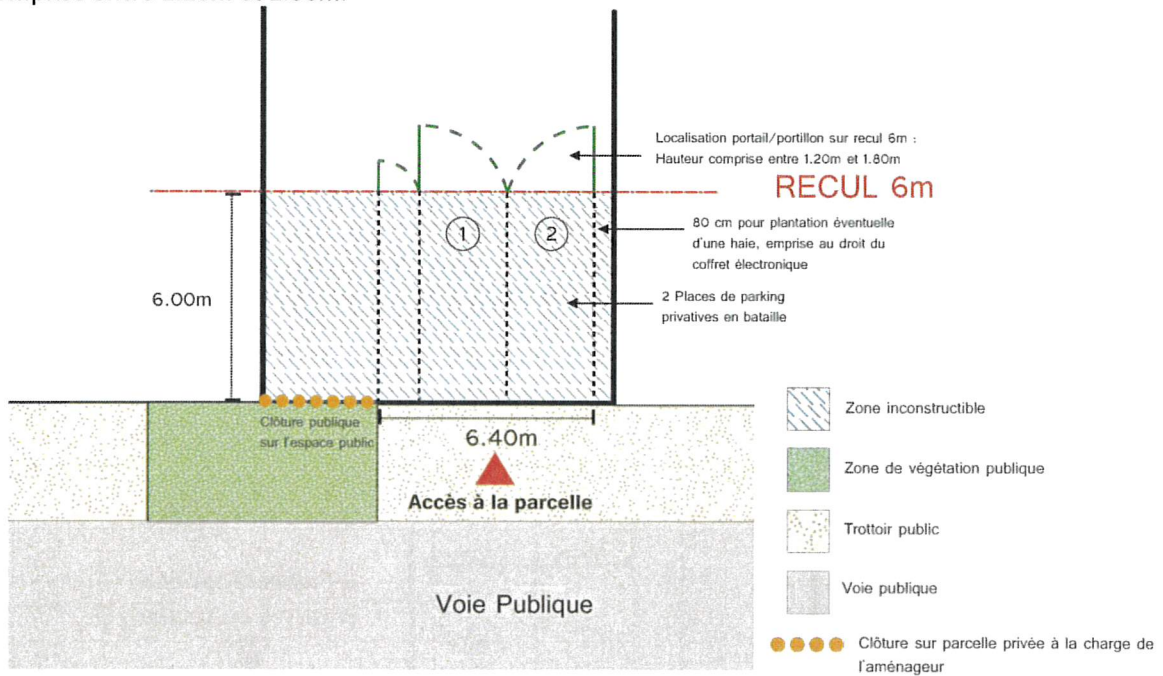 Localisation portail/portillon sur recul 6m :
Hauteur comprise entre 1.20m et 1.80m
RECUL 6m
1
2
80 cm pour plantation éventuelle
d'une haie, emprise au droit du
coffret électronique
6.00m
2 Places de parking
privatives en bataille
Clôture publique
sur l'espace public
6.40m
Accès à la parcelle
Voie Publique
Zone inconstructible
Zone de végétation publique
Trottoir public
Voie publique
Clôture sur parcelle privée à la charge de
l'aménageur